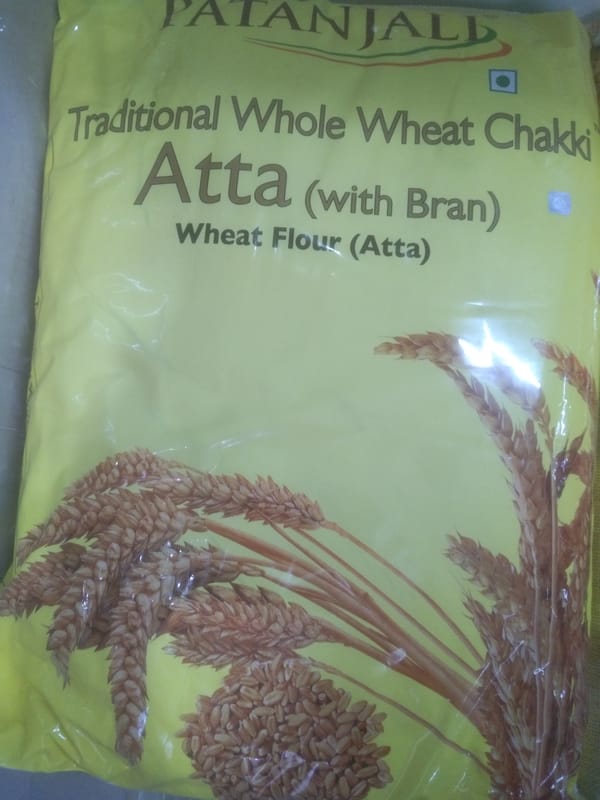 PATANJALI
Traditional Whole Wheat Chakki
Atta (with Bran)
Wheat Flour (Atta)